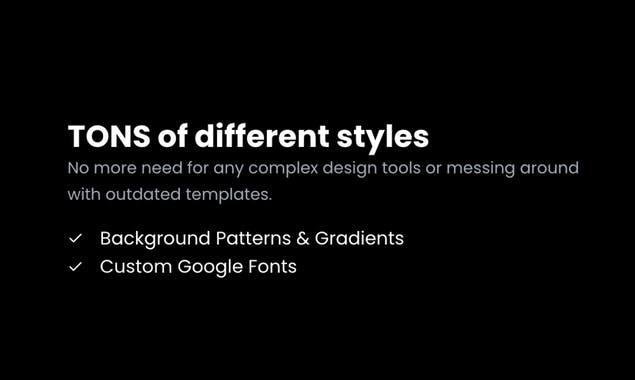 TONS of different styles
No more need for any complex design tools or messing around
with outdated templates.
Background Patterns & Gradients
Custom Google Fonts